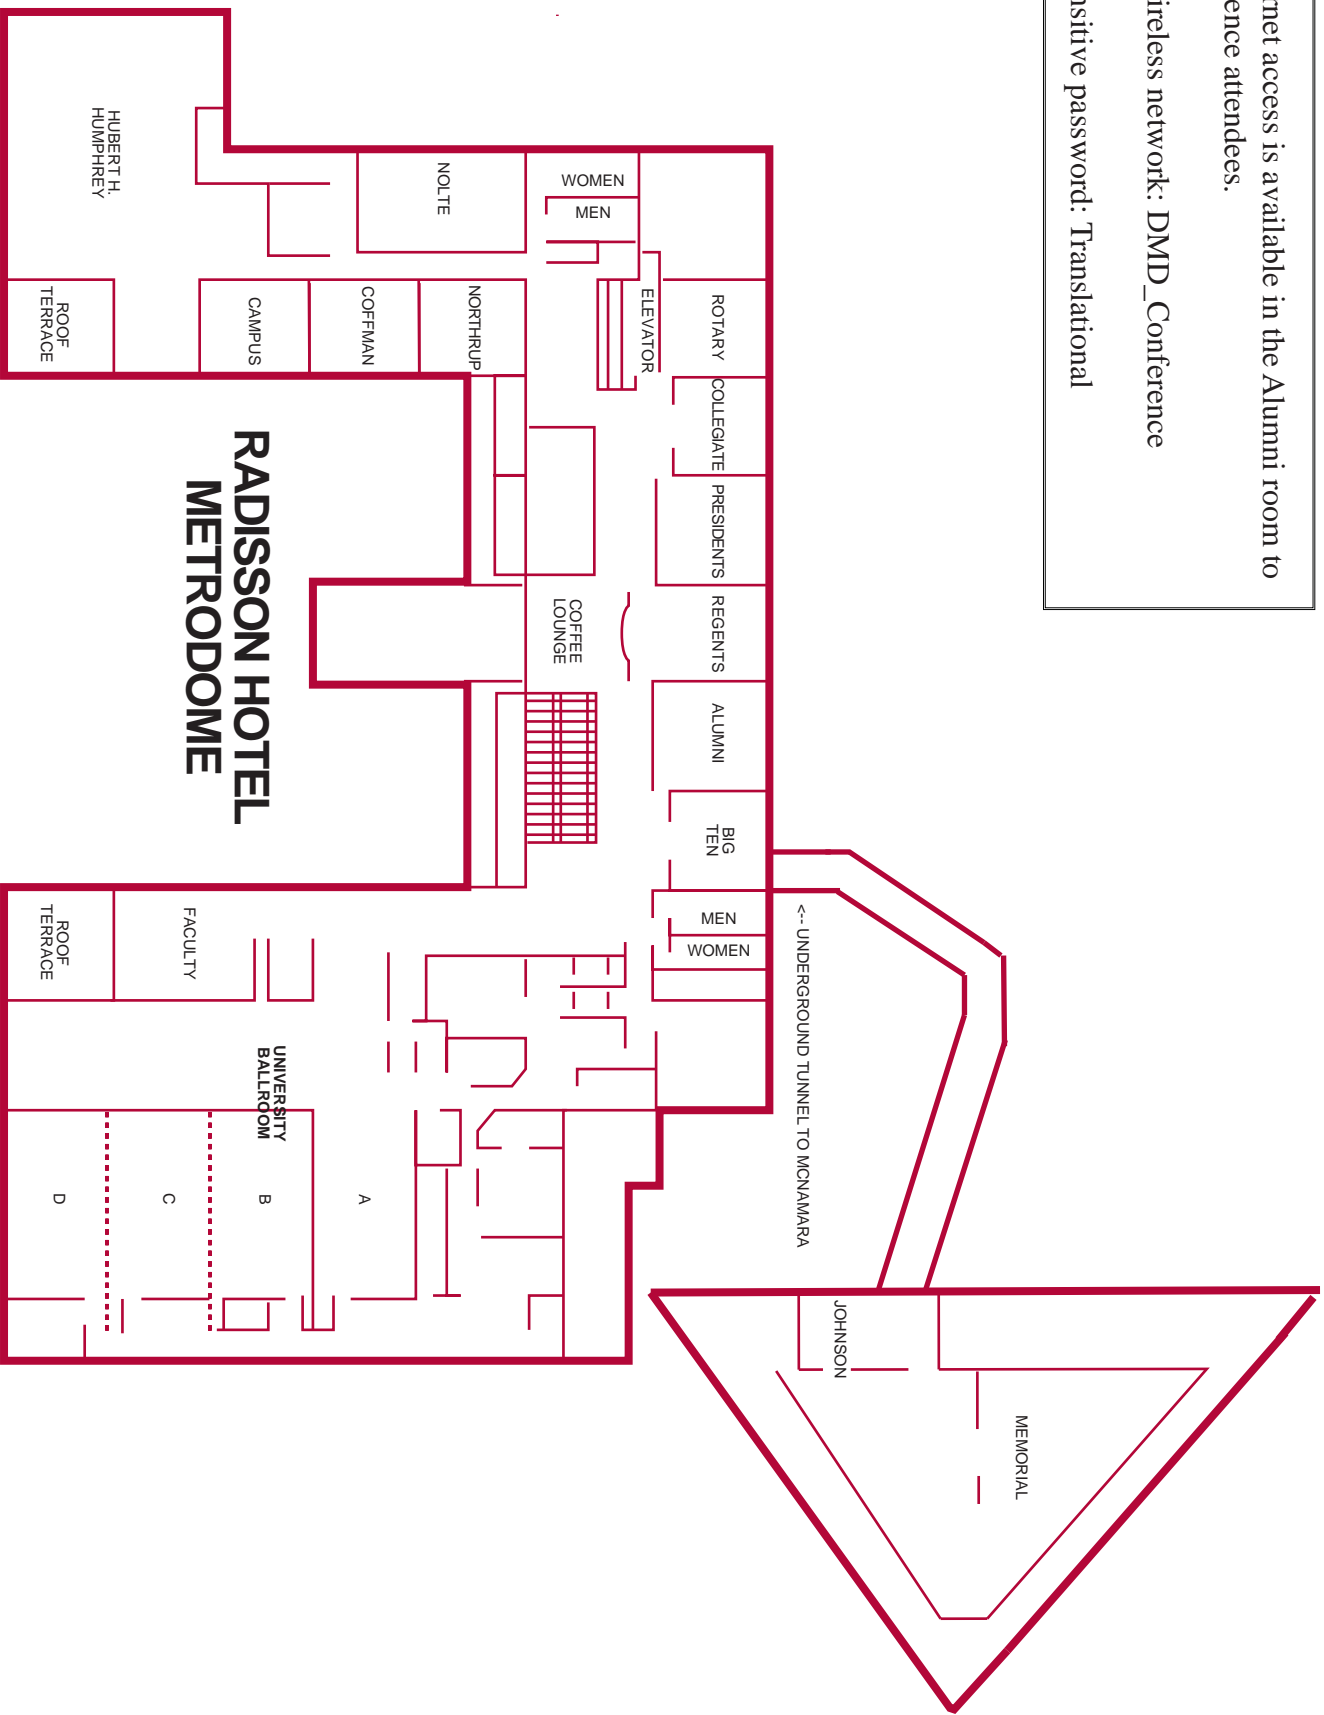 rnet access is available in the Alumni room to
ence attendees.
ireless network: DMD_Conference
nsitive password: Translational
HUBERT H.
HUMPHREY
NOLTE
WOMEN
MEN
ROOF
TERRACE
CAMPUS
COFFMAN
NORTHRUP
ELEVATOR
ROTARY
COLLEGIATE
PRESIDENTS
REGENTS
COFFEE
LOUNGE
ALUMNI
BIG
TEN
MEN
WOMEN
<-- UNDERGROUND TUNNEL TO MCNAMARA
RADISSON HOTEL
METRODOME
ROOF
TERRACE
FACULTY
UNIVERSITY
BALLROOM
A
B
C
D
JOHNSON
MEMORIAL